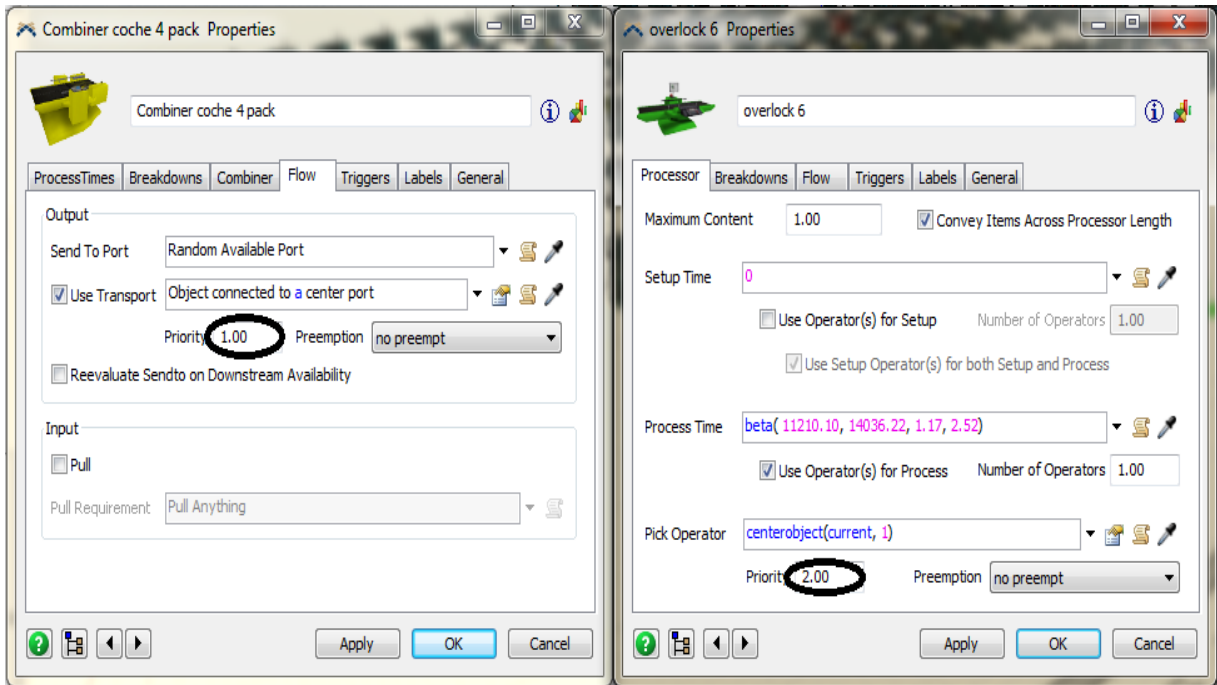 Combiner coche 4 pack Properties
Combiner coche 4 pack
ProcessTimes Breakdowns Combiner Flow Triggers Labels General
Output
Send To Port Random Available Port
Use Transport Object connected to a center port
Priority 1.00 Preemption no preempt
Reevaluate Sendto on Downstream Availability
Input
Pull
Pull Requirement Pull Anything
Apply OK Cancel
overlock 6 Properties
overlock 6
Processor Breakdowns Flow Triggers Labels General
Maximum Content 1.00 Convey Items Across Processor Length
Setup Time 0
Use Operator(s) for Setup Number of Operators 1.00
Use Setup Operator(s) for both Setup and Process
Process Time beta( 11210.10, 14036.22, 1.17, 2.52)
Use Operator(s) for Process Number of Operators 1.00
Pick Operator centerobject(current, 1)
Priorit 2.00 Preemption no preempt
Apply OK Cancel